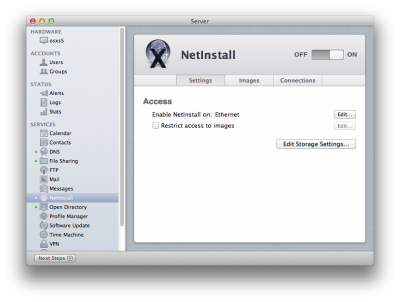 Server
HARDWARE
osxs5
ACCOUNTS
Users
Groups
STATUS
Alerts
Logs
Stats
SERVICES
Calendar
Contacts
DNS
File Sharing
FTP
Mail
Messages
NetInstall
Open Directory
Profile Manager
Software Update
Time Machine
VPN
Next Steps
NetInstall
OFF
ON
Settings
Images
Connections
Access
Enable NetInstall on: Ethernet
Edit...
Restrict access to images
Edit...
Edit Storage Settings...